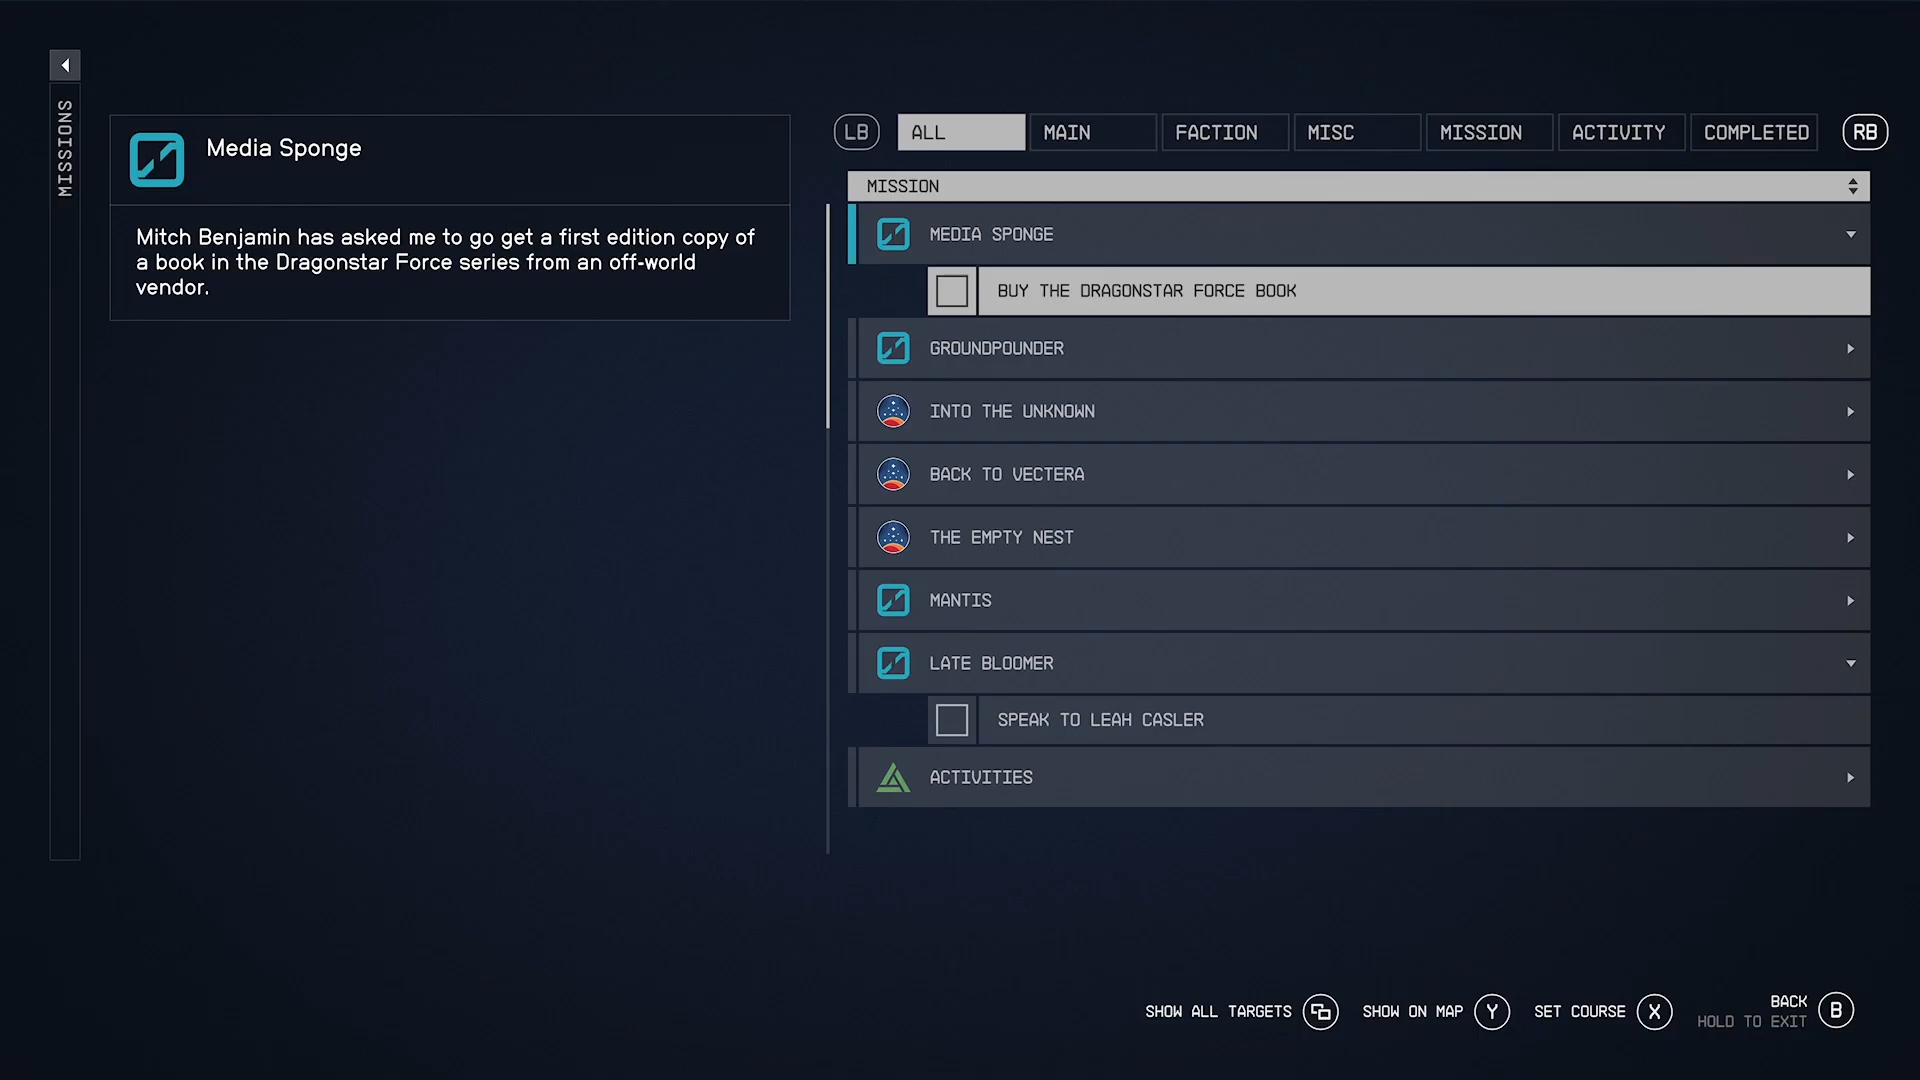 MISSIONS
Media Sponge
Mitch Benjamin has asked me to go get a first edition copy of
a book in the Dragonstar Force series from an off-world
vendor.
LB ALL MAIN FACTION MISC MISSION ACTIVITY COMPLETED RB
MISSION
MEDIA SPONGE
BUY THE DRAGONSTAR FORCE BOOK
GROUNDPOUNDER
INTO THE UNKNOWN
BACK TO VECTERA
THE EMPTY NEST
MANTIS
LATE BLOOMER
SPEAK TO LEAH CASLER
ACTIVITIES
SHOW ALL TARGETS SHOW ON MAP Y SET COURSE X BACK B
HOLD TO EXIT